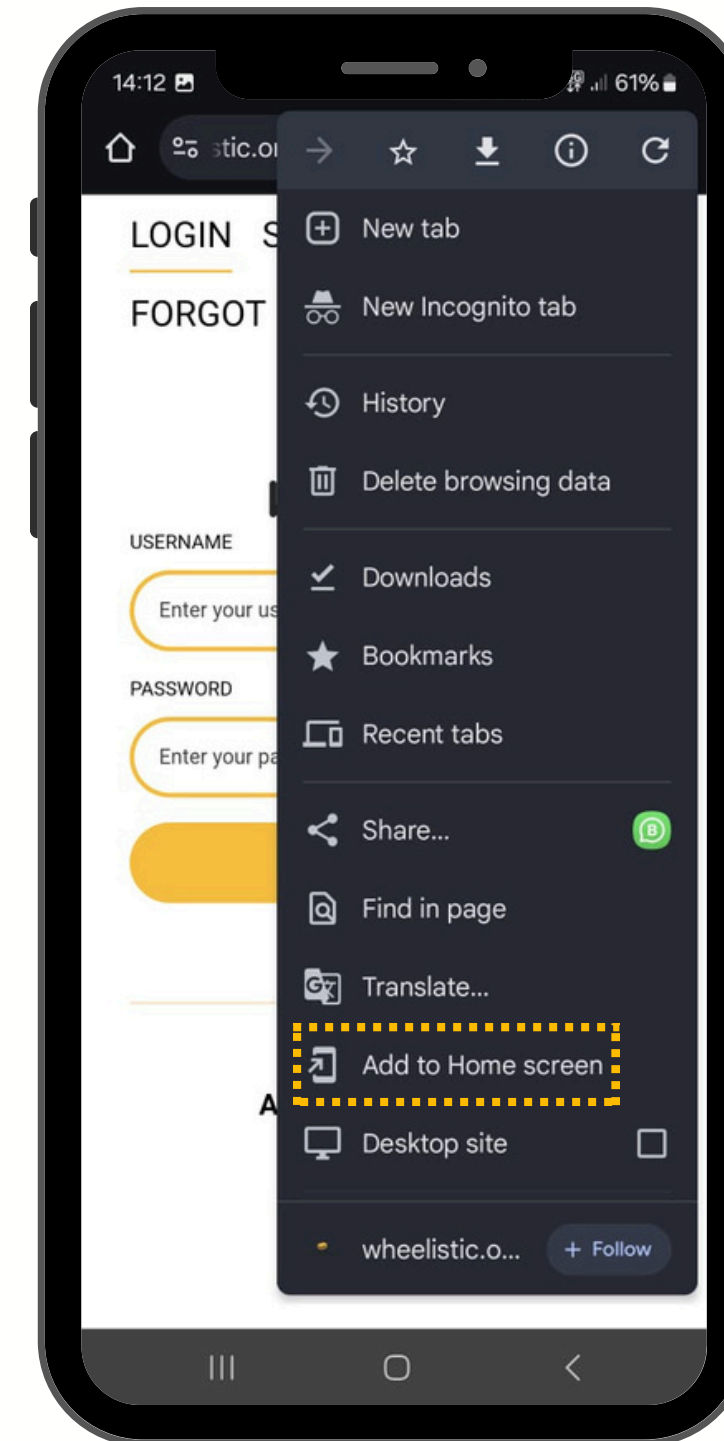 14:12 61%
stic.or
LOGIN S
FORGOT
New tab
New Incognito tab
History
Delete browsing data
USERNAME
Downloads
Enter your us
Bookmarks
PASSWORD
Recent tabs
Enter your pa
Share...
B
Find in page
Translate...
Add to Home screen
A
Desktop site
wheelistic.o... + Follow